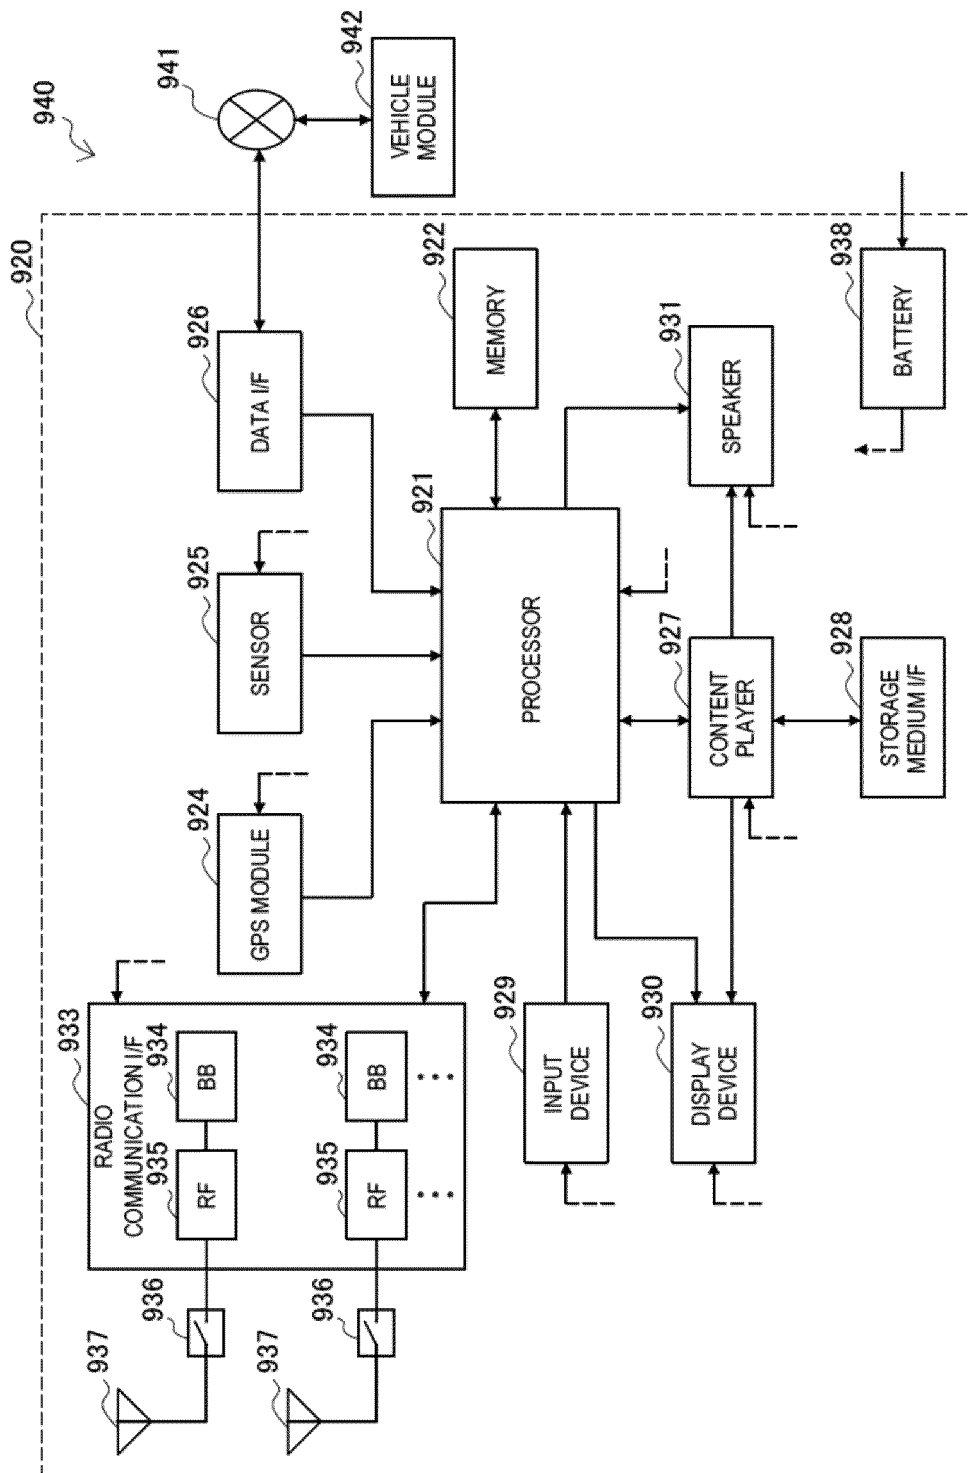 920
933
RADIO
COMMUNICATION I/F
937
936
935
RF
934
BB
937
936
935
RF
934
BB
924
GPS MODULE
925
SENSOR
926
DATA I/F
941
940
942
VEHICLE
MODULE
921
PROCESSOR
922
MEMORY
929
INPUT
DEVICE
930
DISPLAY
DEVICE
927
CONTENT
PLAYER
931
SPEAKER
928
STORAGE
MEDIUM I/F
938
BATTERY